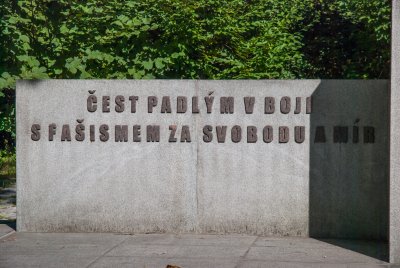 ČEST PADLÝM V BOJI
S FAŠISMEM ZA SVOBODU A MÍR